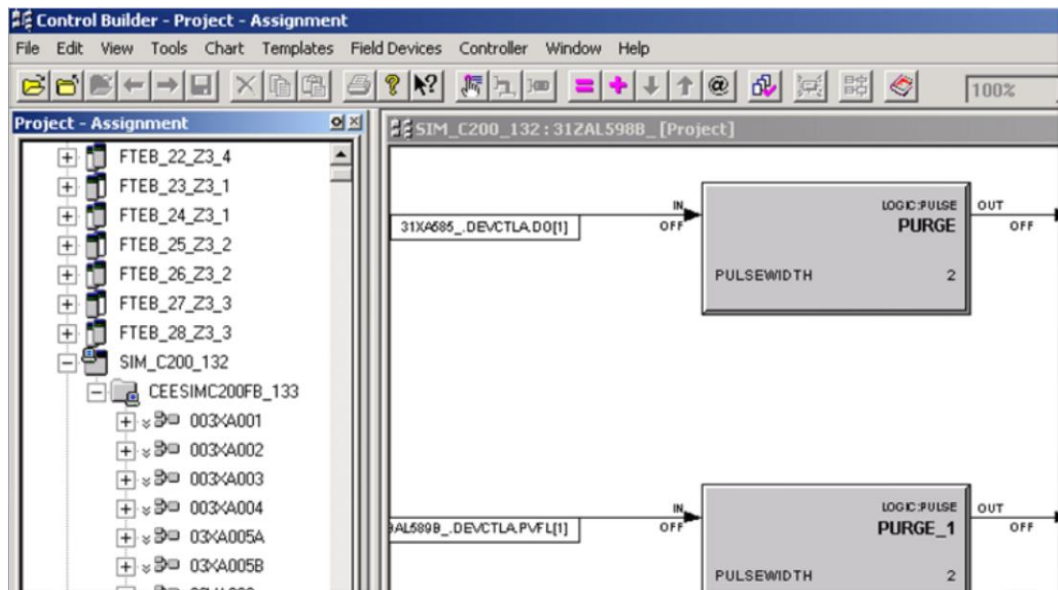 Control Builder - Project - Assignment
File Edit View Tools Chart Templates Field Devices Controller Window Help
100%
Project - Assignment
FTEB_22_Z3_4
FTEB_23_Z3_1
FTEB_24_Z3_1
FTEB_25_Z3_2
FTEB_26_Z3_2
FTEB_27_Z3_3
FTEB_28_Z3_3
SIM_C200_132
CEESIMC200FB_133
003XA001
003XA002
003XA003
003XA004
03XA005A
03XA005B
SIM_C200_132 : 31ZAL598B_ [Project]
31XA585_.DEVCTLA.DO[1]
IN
OFF
LOGIC:PULSE
PURGE
PULSEWIDTH 2
OUT
OFF
AL589B_.DEVCTLA.PVFL[1]
IN
OFF
LOGIC:PULSE
PURGE_1
PULSEWIDTH 2
OUT
OFF